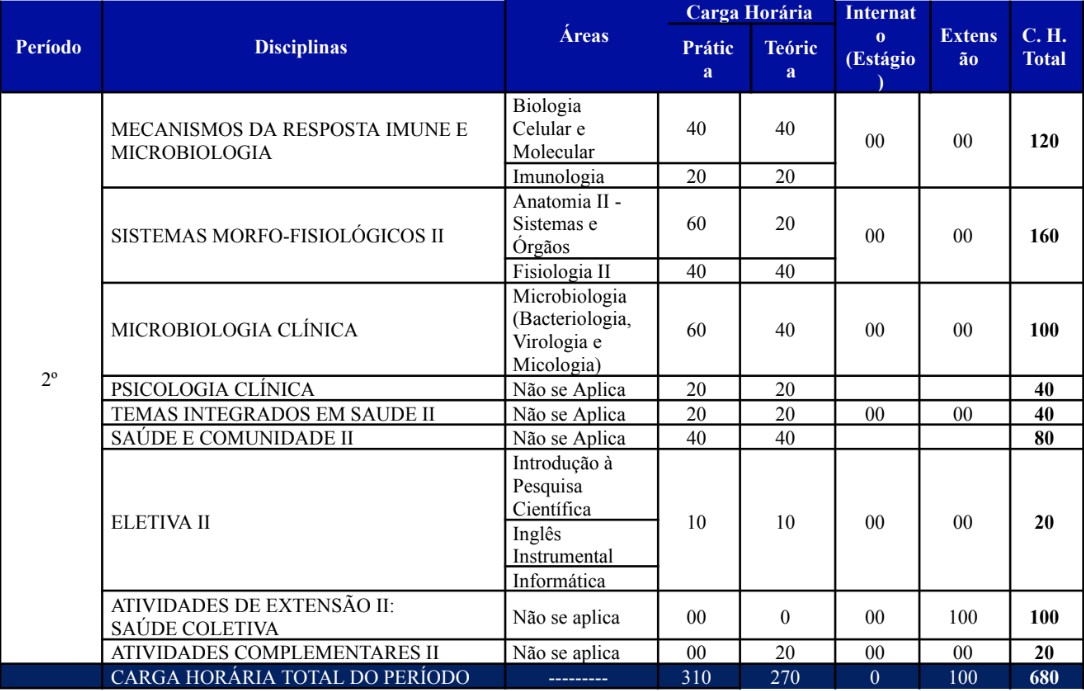 Período Disciplinas Áreas Carga Horária Internat
o
(Estágio
) Extens
ão C. H.
Total
Prátic
a Teóric
a
2º
MECANISMOS DA RESPOSTA IMUNE E
MICROBIOLOGIA
Biologia
Celular e
Molecular
40 40 00 00 120
Imunologia 20 20
SISTEMAS MORFO-FISIOLÓGICOS II
Anatomia II -
Sistemas e
Órgãos
60 20 00 00 160
Fisiologia II 40 40
MICROBIOLOGIA CLÍNICA
Microbiologia
(Bacteriologia,
Virologia e
Micologia)
60 40 00 00 100
PSICOLOGIA CLÍNICA Não se Aplica 20 20 40
TEMAS INTEGRADOS EM SAUDE II Não se Aplica 20 20 00 00 40
SAÚDE E COMUNIDADE II Não se Aplica 40 40 80
ELETIVA II
Introdução à
Pesquisa
Científica
Inglês
Instrumental
Informática
10 10 00 00 20
ATIVIDADES DE EXTENSÃO II:
SAÚDE COLETIVA
Não se aplica 00 0 00 100 100
ATIVIDADES COMPLEMENTARES II Não se aplica 00 20 00 00 20
CARGA HORÁRIA TOTAL DO PERÍODO --------- 310 270 0 100 680